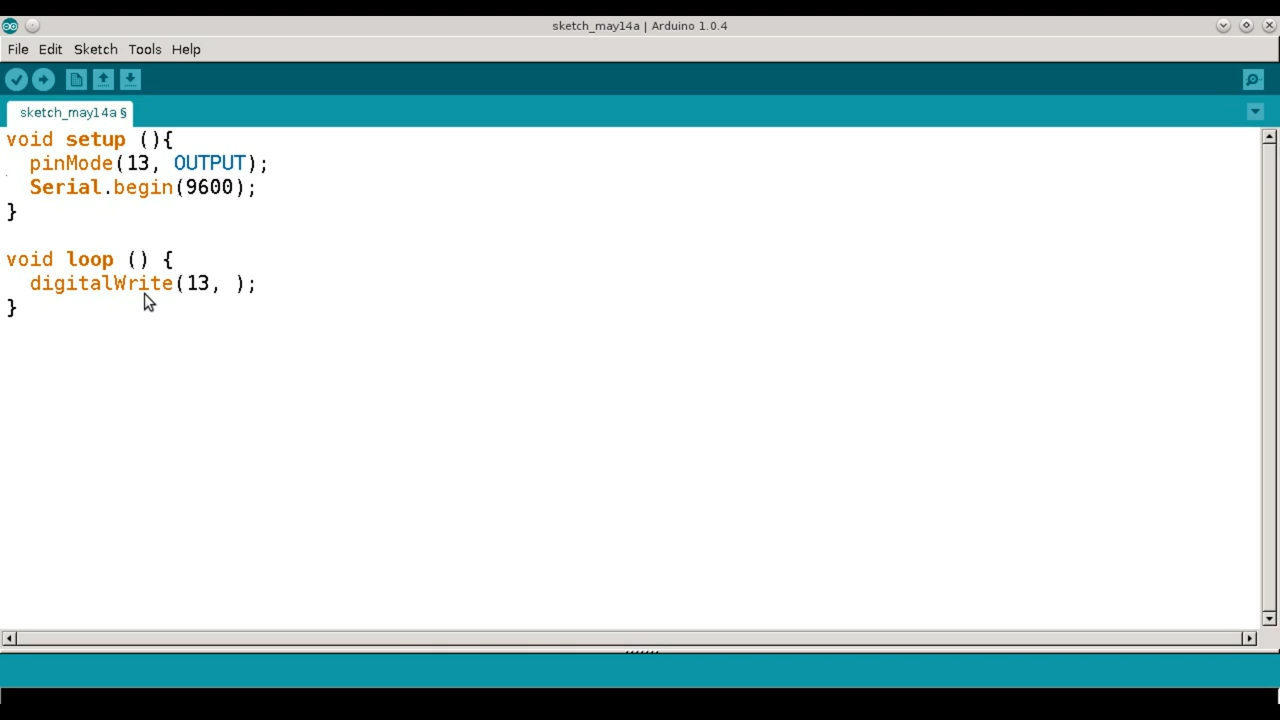 sketch_may14a | Arduino 1.0.4
File Edit Sketch Tools Help
sketch_may14a §
void setup (){
  pinMode(13, OUTPUT);
  Serial.begin(9600);
}

void loop () {
  digitalWrite(13, );
}